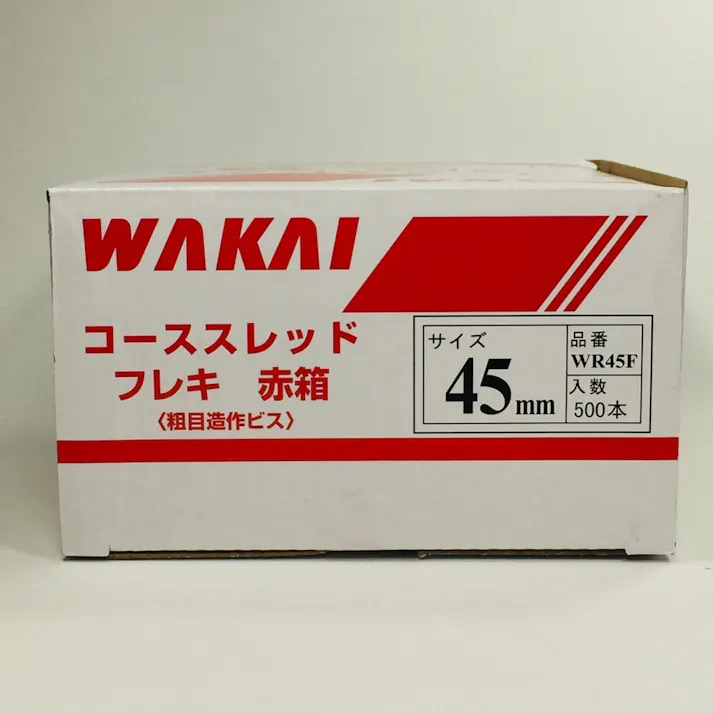 WAKAI
コーススレッド
フレキ 赤箱
〈粗目造作ビス〉
サイズ
45mm
品番
WR45F
入数
500本